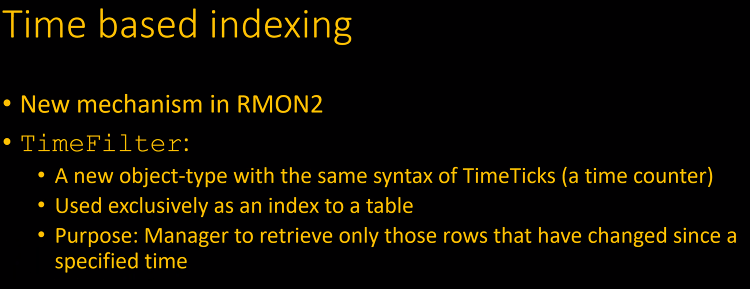 Time based indexing
• New mechanism in RMON2
• TimeFilter:
• A new object-type with the same syntax of TimeTicks (a time counter)
• Used exclusively as an index to a table
• Purpose: Manager to retrieve only those rows that have changed since a
specified time